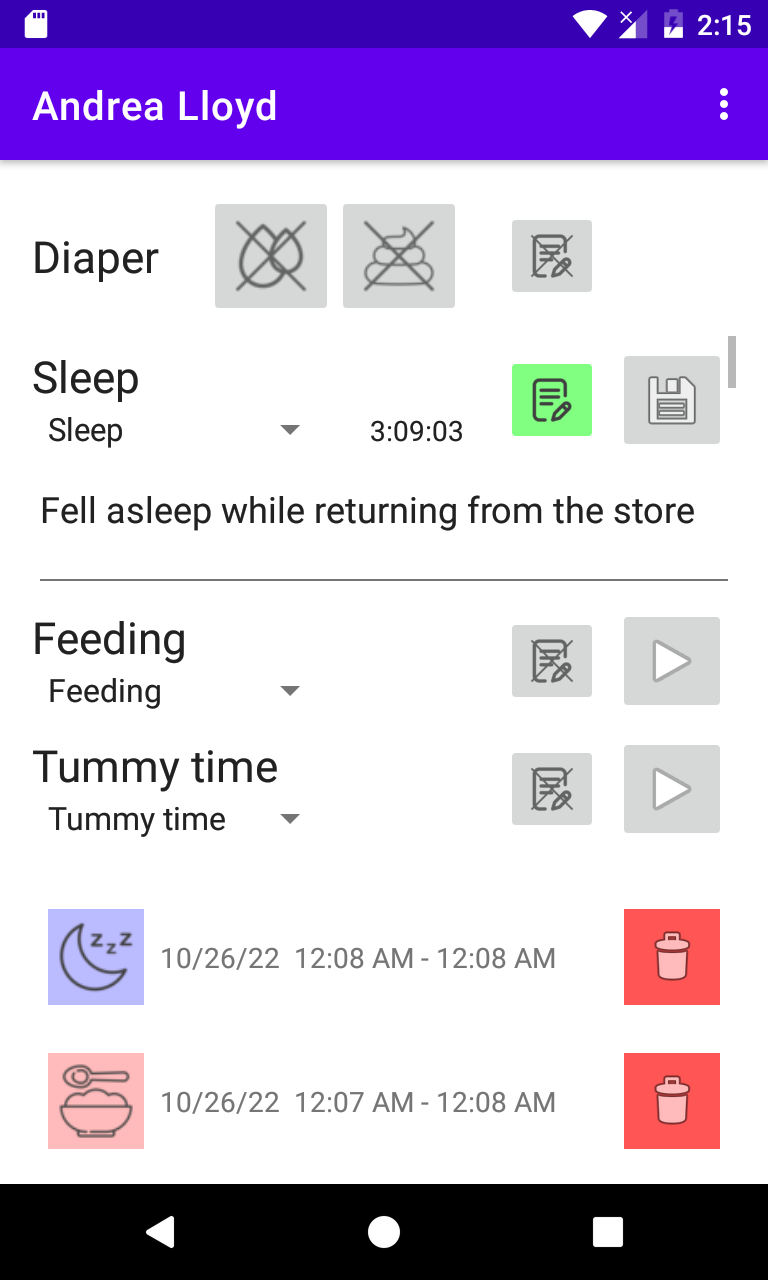 2:15
Andrea Lloyd
Diaper
Sleep
Sleep 3:09:03
Fell asleep while returning from the store
Feeding
Feeding
Tummy time
Tummy time
zzz
10/26/22 12:08 AM - 12:08 AM
10/26/22 12:07 AM - 12:08 AM